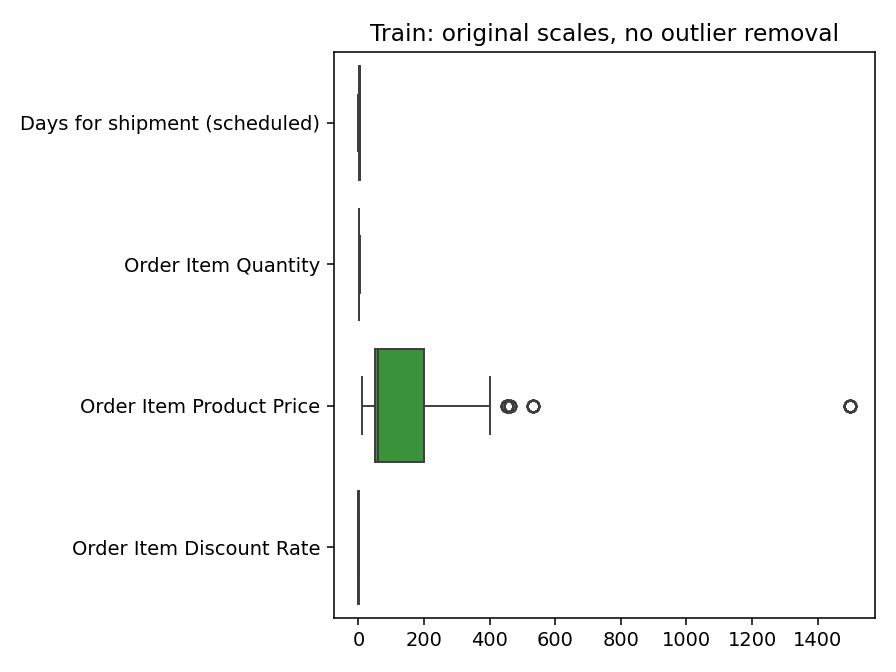 Train: original scales, no outlier removal
Days for shipment (scheduled)
Order Item Quantity
Order Item Product Price
Order Item Discount Rate
0 200 400 600 800 1000 1200 1400